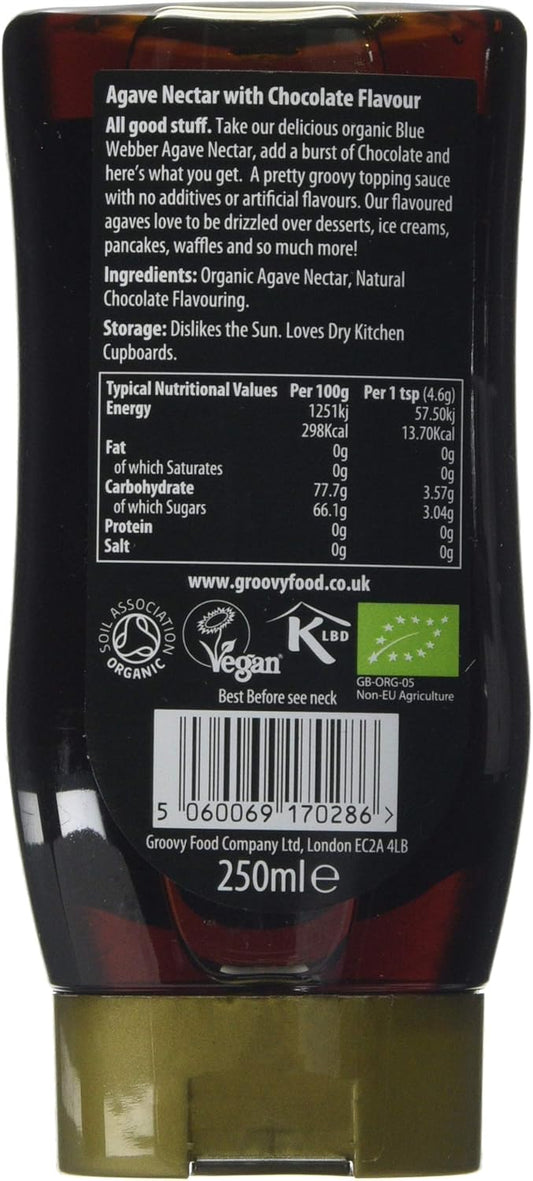 Agave Nectar with Chocolate Flavour
All good stuff. Take our delicious organic Blue
Webber Agave Nectar, add a burst of Chocolate and
here's what you get. A pretty groovy topping sauce
with no additives or artificial flavours. Our flavoured
agaves love to be drizzled over desserts, ice creams,
pancakes, waffles and so much more!
Ingredients: Organic Agave Nectar, Natural
Chocolate Flavouring.
Storage: Dislikes the Sun. Loves Dry Kitchen
Cupboards.
Typical Nutritional Values Per 100g Per 1 tsp (4.6g)
Energy 1251kj 57.50kj
298Kcal 13.70Kcal
Fat 0g 0g
of which Saturates 0g 0g
Carbohydrate 77.7g 3.57g
of which Sugars 66.1g 3.04g
Protein 0g 0g
Salt 0g 0g
www.groovyfood.co.uk
SOIL ASSOCIATION
ORGANIC
Vegan
K LBD
GB-ORG-05
Non-EU Agriculture
Best Before see neck
5 060069 170286 >
Groovy Food Company Ltd, London EC2A 4LB
250ml e